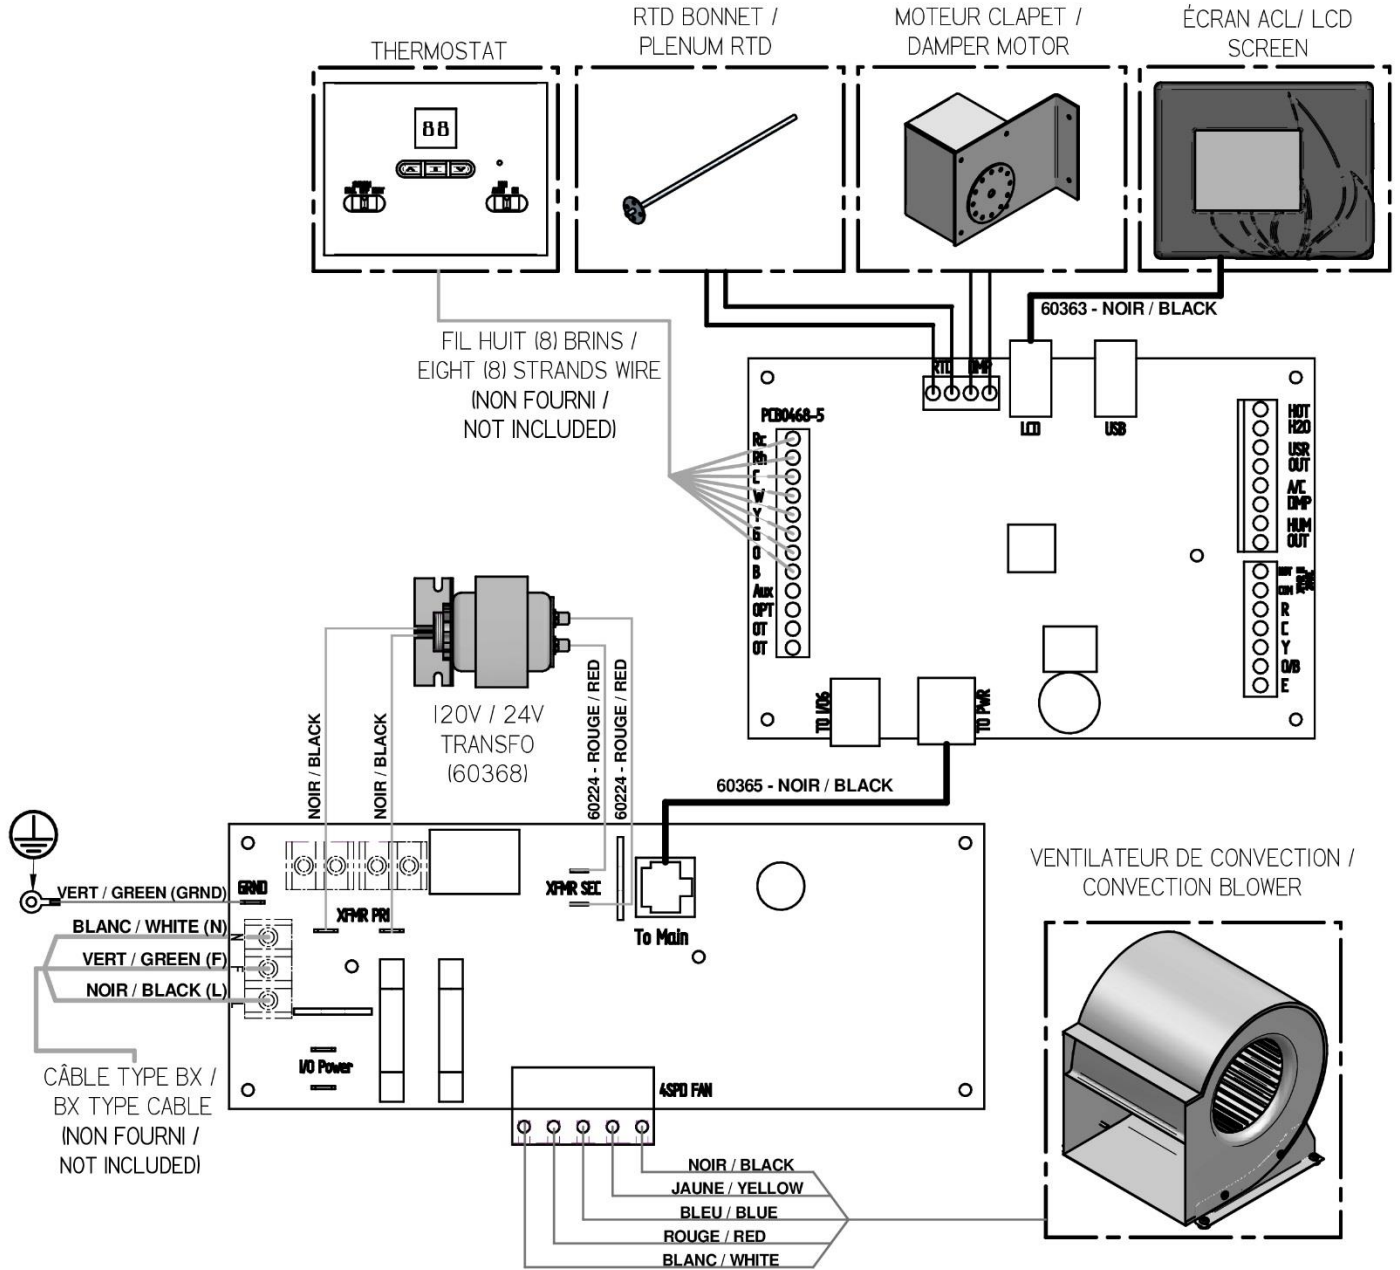 THERMOSTAT
RTD BONNET /
PLENUM RTD
MOTEUR CLAPET /
DAMPER MOTOR
ÉCRAN ACL/ LCD
SCREEN
88
60363 - NOIR / BLACK
FIL HUIT (8) BRINS /
EIGHT (8) STRANDS WIRE
(NON FOURNI /
NOT INCLUDED)
RTD
DMP
LCD
USB
PCB0468-5
Rc
Rh
C
W
Y
G
O
B
Aux
OPT
OT
OT
HOT
H2O
USR
OUT
A/C
DMP
HUM
OUT
R
C
Y
O/B
E
TO I/O6
TO PWR
120V / 24V
TRANSFO
(60368)
NOIR / BLACK
NOIR / BLACK
60224 - ROUGE / RED
60224 - ROUGE / RED
60365 - NOIR / BLACK
VERT / GREEN (GRND)
BLANC / WHITE (N)
VERT / GREEN (F)
NOIR / BLACK (L)
GRND
N
F
L
XFMR PRI
XFMR SEC
To Main
I/O Power
4SPD FAN
CÂBLE TYPE BX /
BX TYPE CABLE
(NON FOURNI /
NOT INCLUDED)
VENTILATEUR DE CONVECTION /
CONVECTION BLOWER
NOIR / BLACK
JAUNE / YELLOW
BLEU / BLUE
ROUGE / RED
BLANC / WHITE